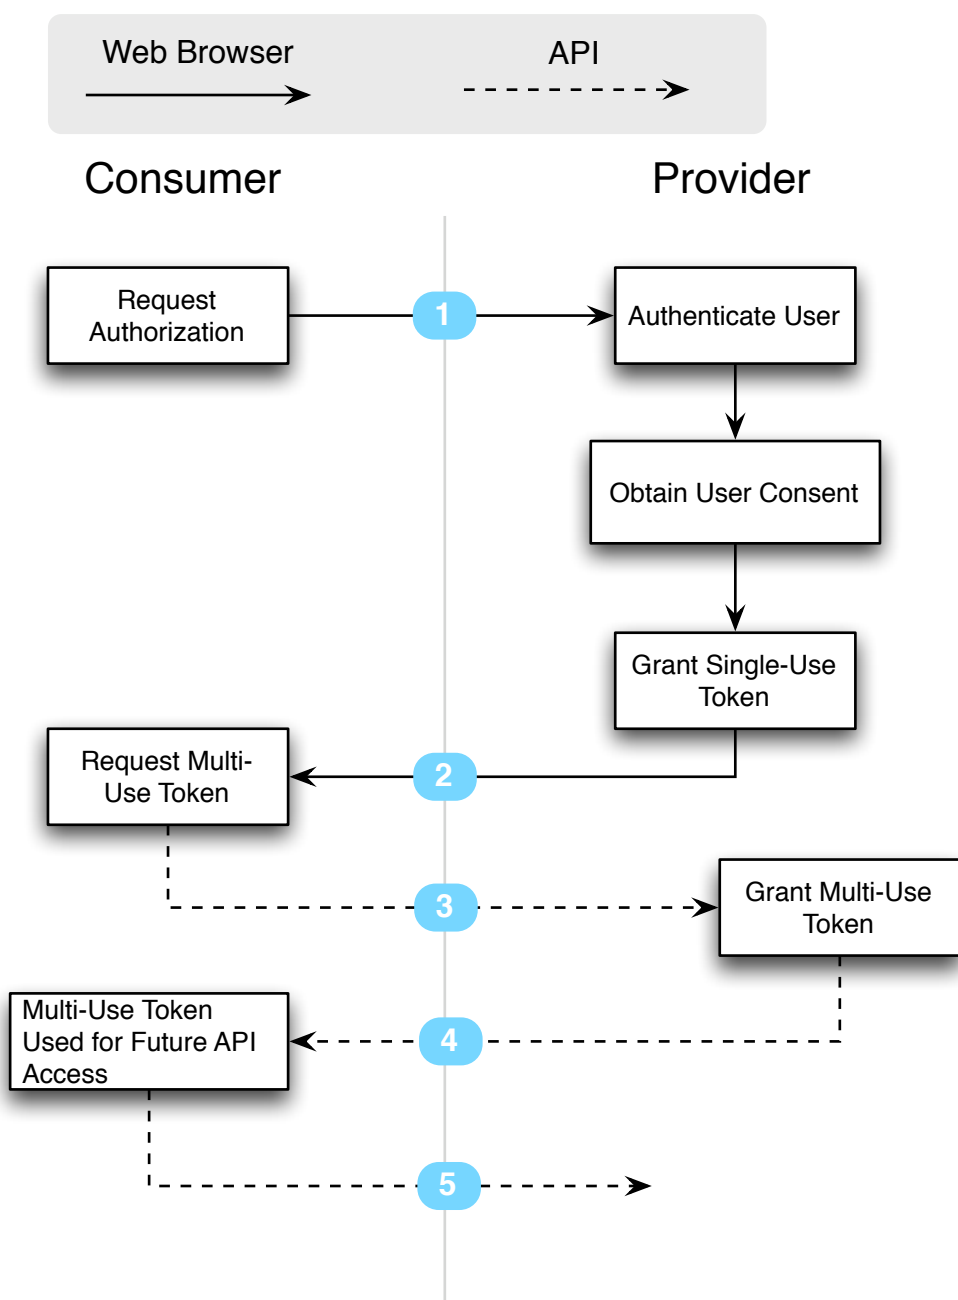 Web Browser
API
Consumer
Provider
Request
Authorization
1
Authenticate User
Obtain User Consent
Grant Single-Use
Token
Request Multi-
Use Token
2
3
Grant Multi-Use
Token
Multi-Use Token
Used for Future API
Access
4
5